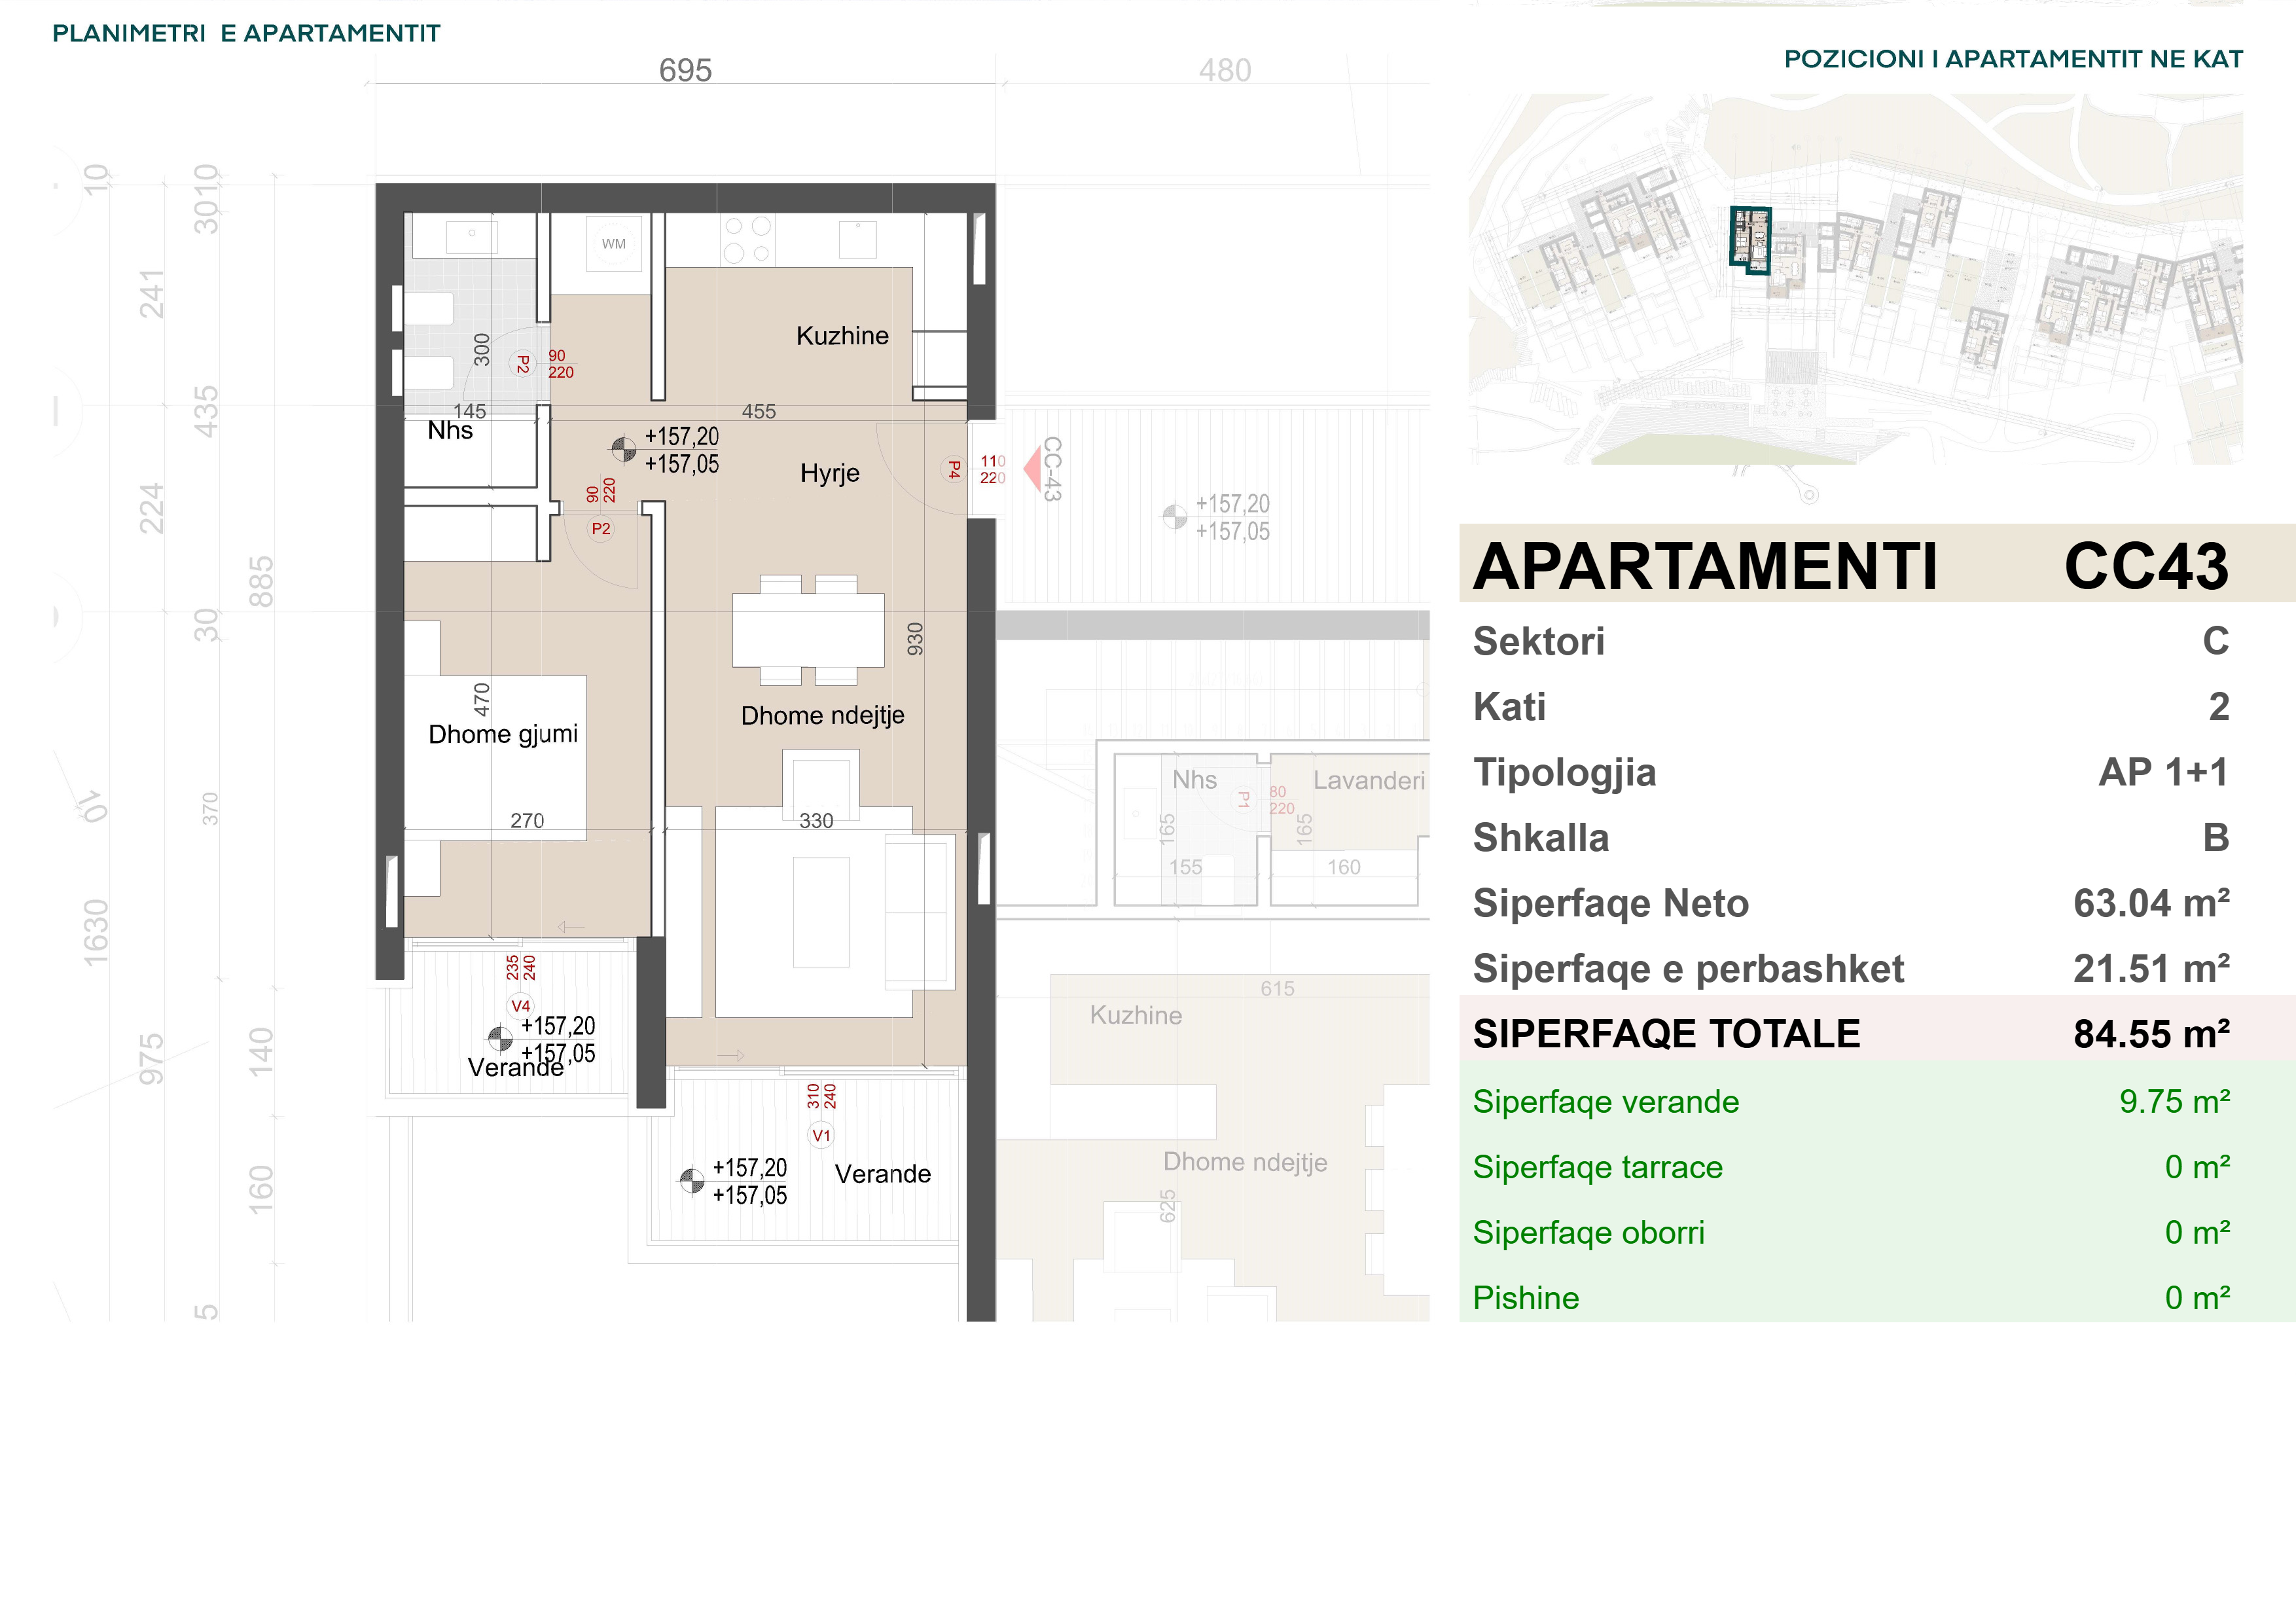 PLANIMETRI E APARTAMENTIT
POZICIONI I APARTAMENTIT NE KAT
695
480
10
10
30
241
435
224
885
30
370
10
1630
975
140
160
5
WM
Kuzhine
300
P2
90
220
145
455
Nhs
+157,20
+157,05
Hyrje
P4
110
220
CC-43
90
220
P2
+157,20
+157,05
930
470
Dhome gjumi
Dhome ndejtje
270
330
235
240
V4
+157,20
+157,05
Verande
310
240
V1
+157,20
+157,05
Verande
Nhs
P1
80
220
Lavanderi
165
165
155
160
615
Kuzhine
Dhome ndejtje
625
APARTAMENTI CC43
Sektori C
Kati 2
Tipologjia AP 1+1
Shkalla B
Siperfaqe Neto 63.04 m²
Siperfaqe e perbashket 21.51 m²
SIPERFAQE TOTALE 84.55 m²
Siperfaqe verande 9.75 m²
Siperfaqe tarrace 0 m²
Siperfaqe oborri 0 m²
Pishine 0 m²